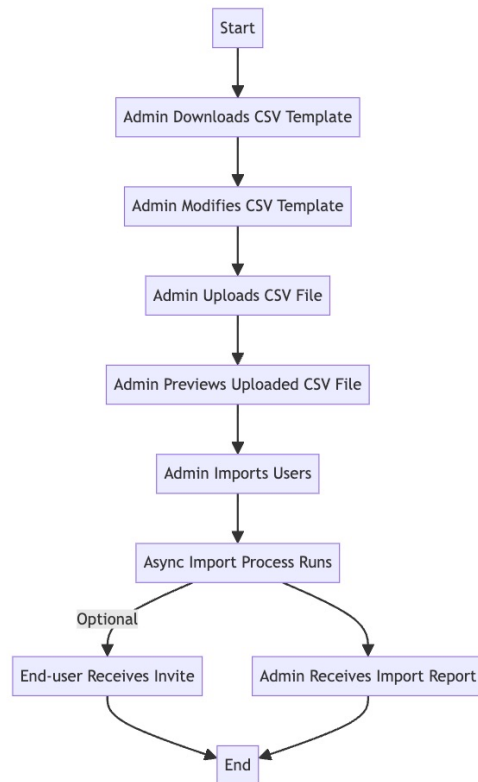 Start
Admin Downloads CSV Template
Admin Modifies CSV Template
Admin Uploads CSV File
Admin Previews Uploaded CSV File
Admin Imports Users
Async Import Process Runs
Optional
End-user Receives Invite
Admin Receives Import Report
End